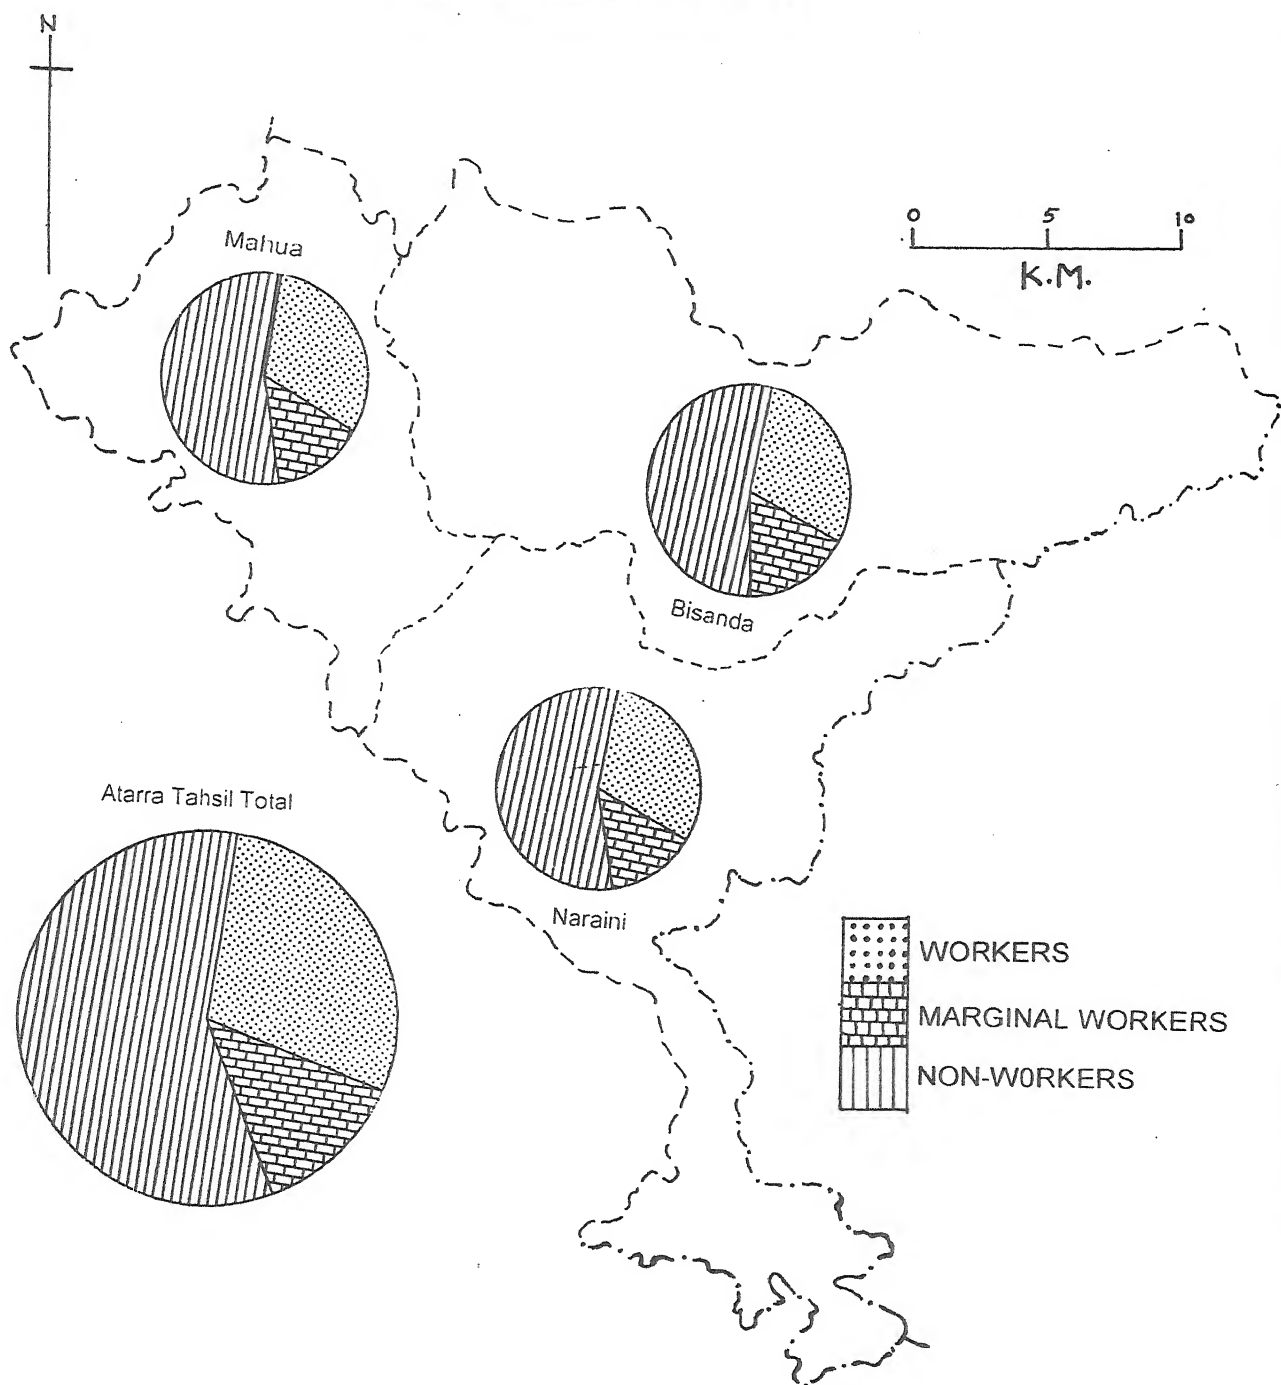 N
Mahua
0 5 10
K.M.
Bisanda
Naraini
Atarra Tahsil Total
WORKERS
MARGINAL WORKERS
NON-W0RKERS